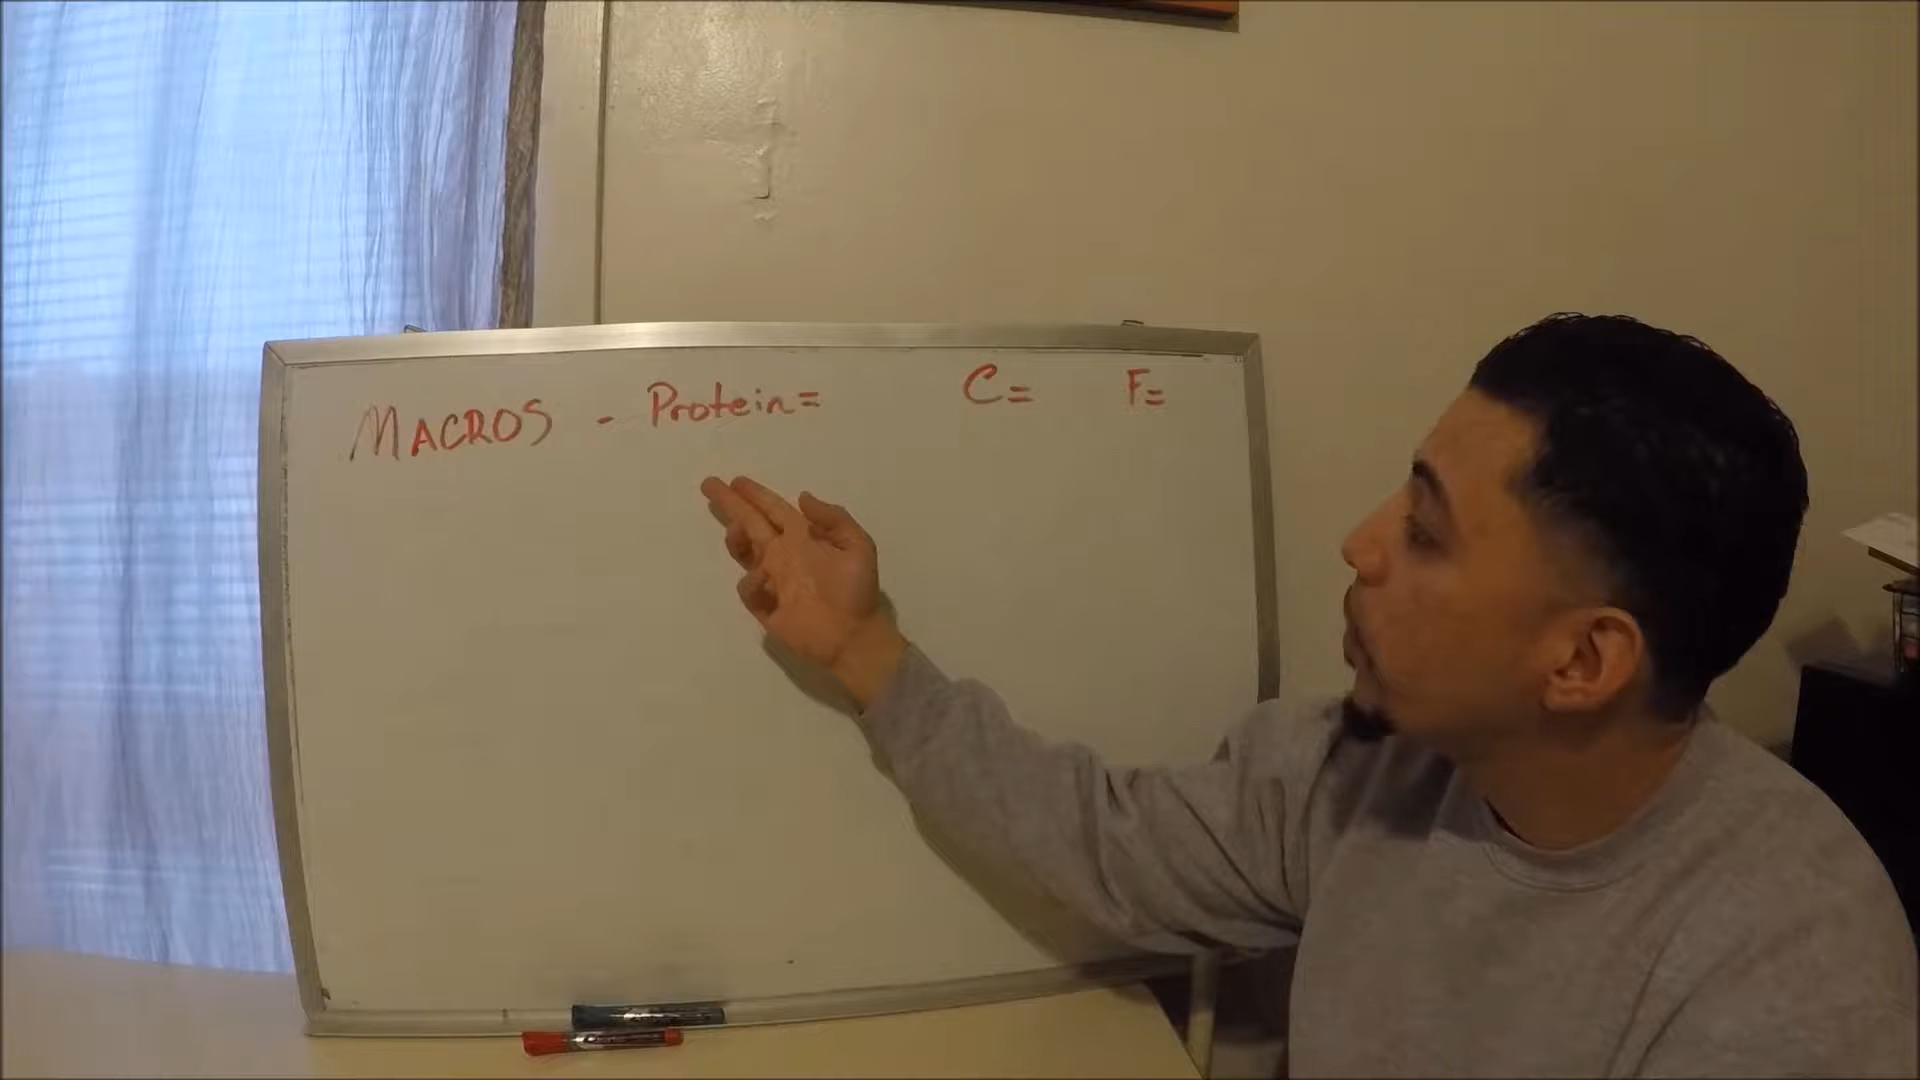 MACROS - Protein= C= F=